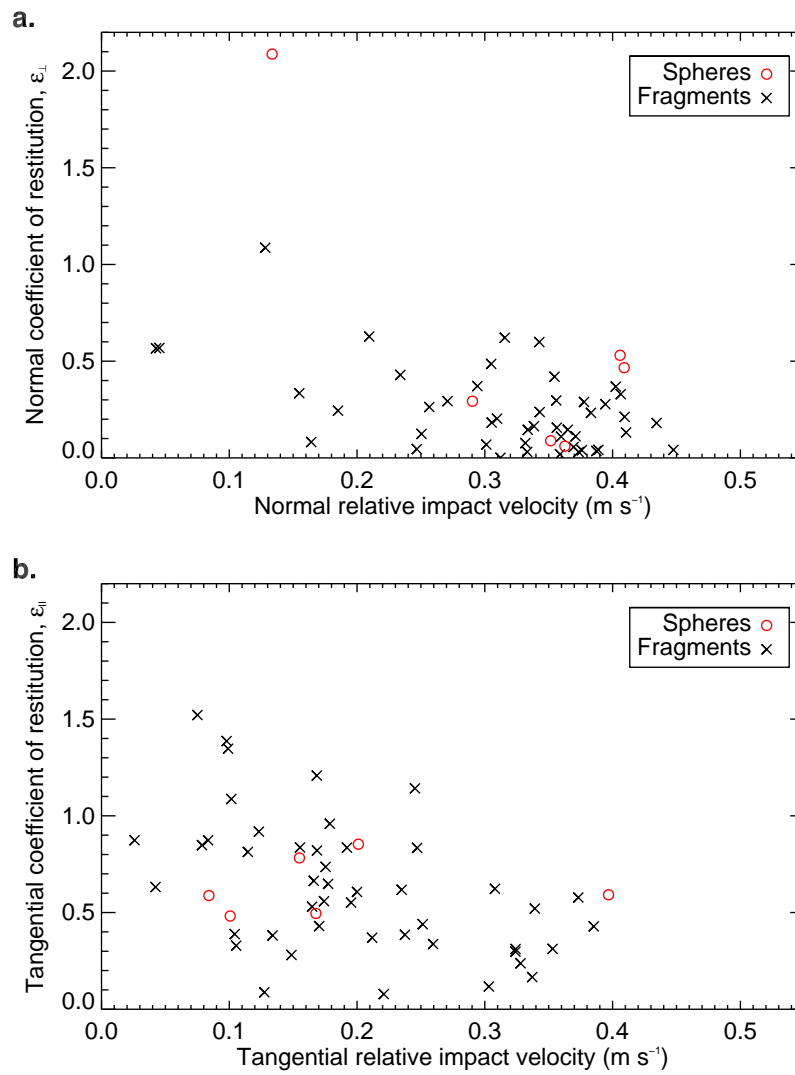 a.
Normal coefficient of restitution, ε⊥
2.0
1.5
1.0
0.5
0.0
Spheres
Fragments
0.0 0.1 0.2 0.3 0.4 0.5
Normal relative impact velocity (m s⁻¹)
b.
Tangential coefficient of restitution, ε||
2.0
1.5
1.0
0.5
0.0
Spheres
Fragments
0.0 0.1 0.2 0.3 0.4 0.5
Tangential relative impact velocity (m s⁻¹)